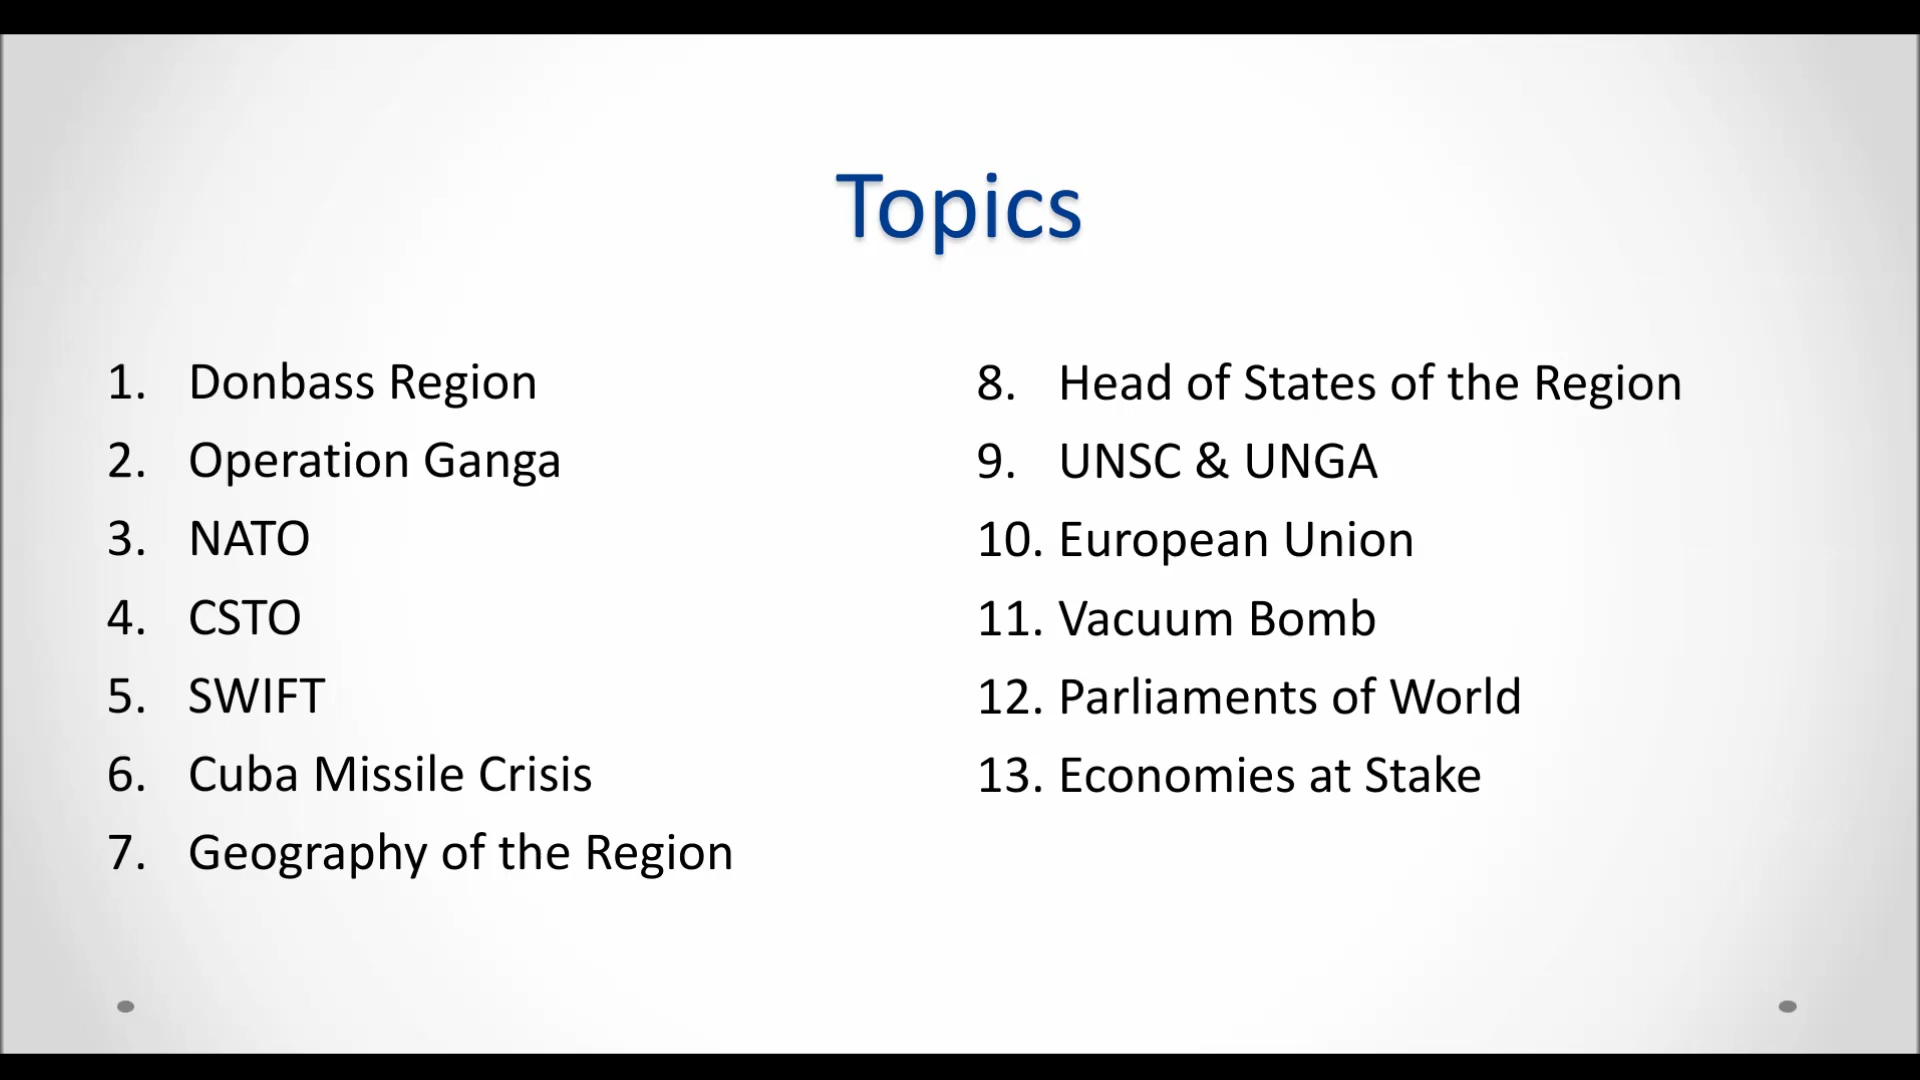 Topics
1. Donbass Region
2. Operation Ganga
3. NATO
4. CSTO
5. SWIFT
6. Cuba Missile Crisis
7. Geography of the Region
8. Head of States of the Region
9. UNSC & UNGA
10. European Union
11. Vacuum Bomb
12. Parliaments of World
13. Economies at Stake